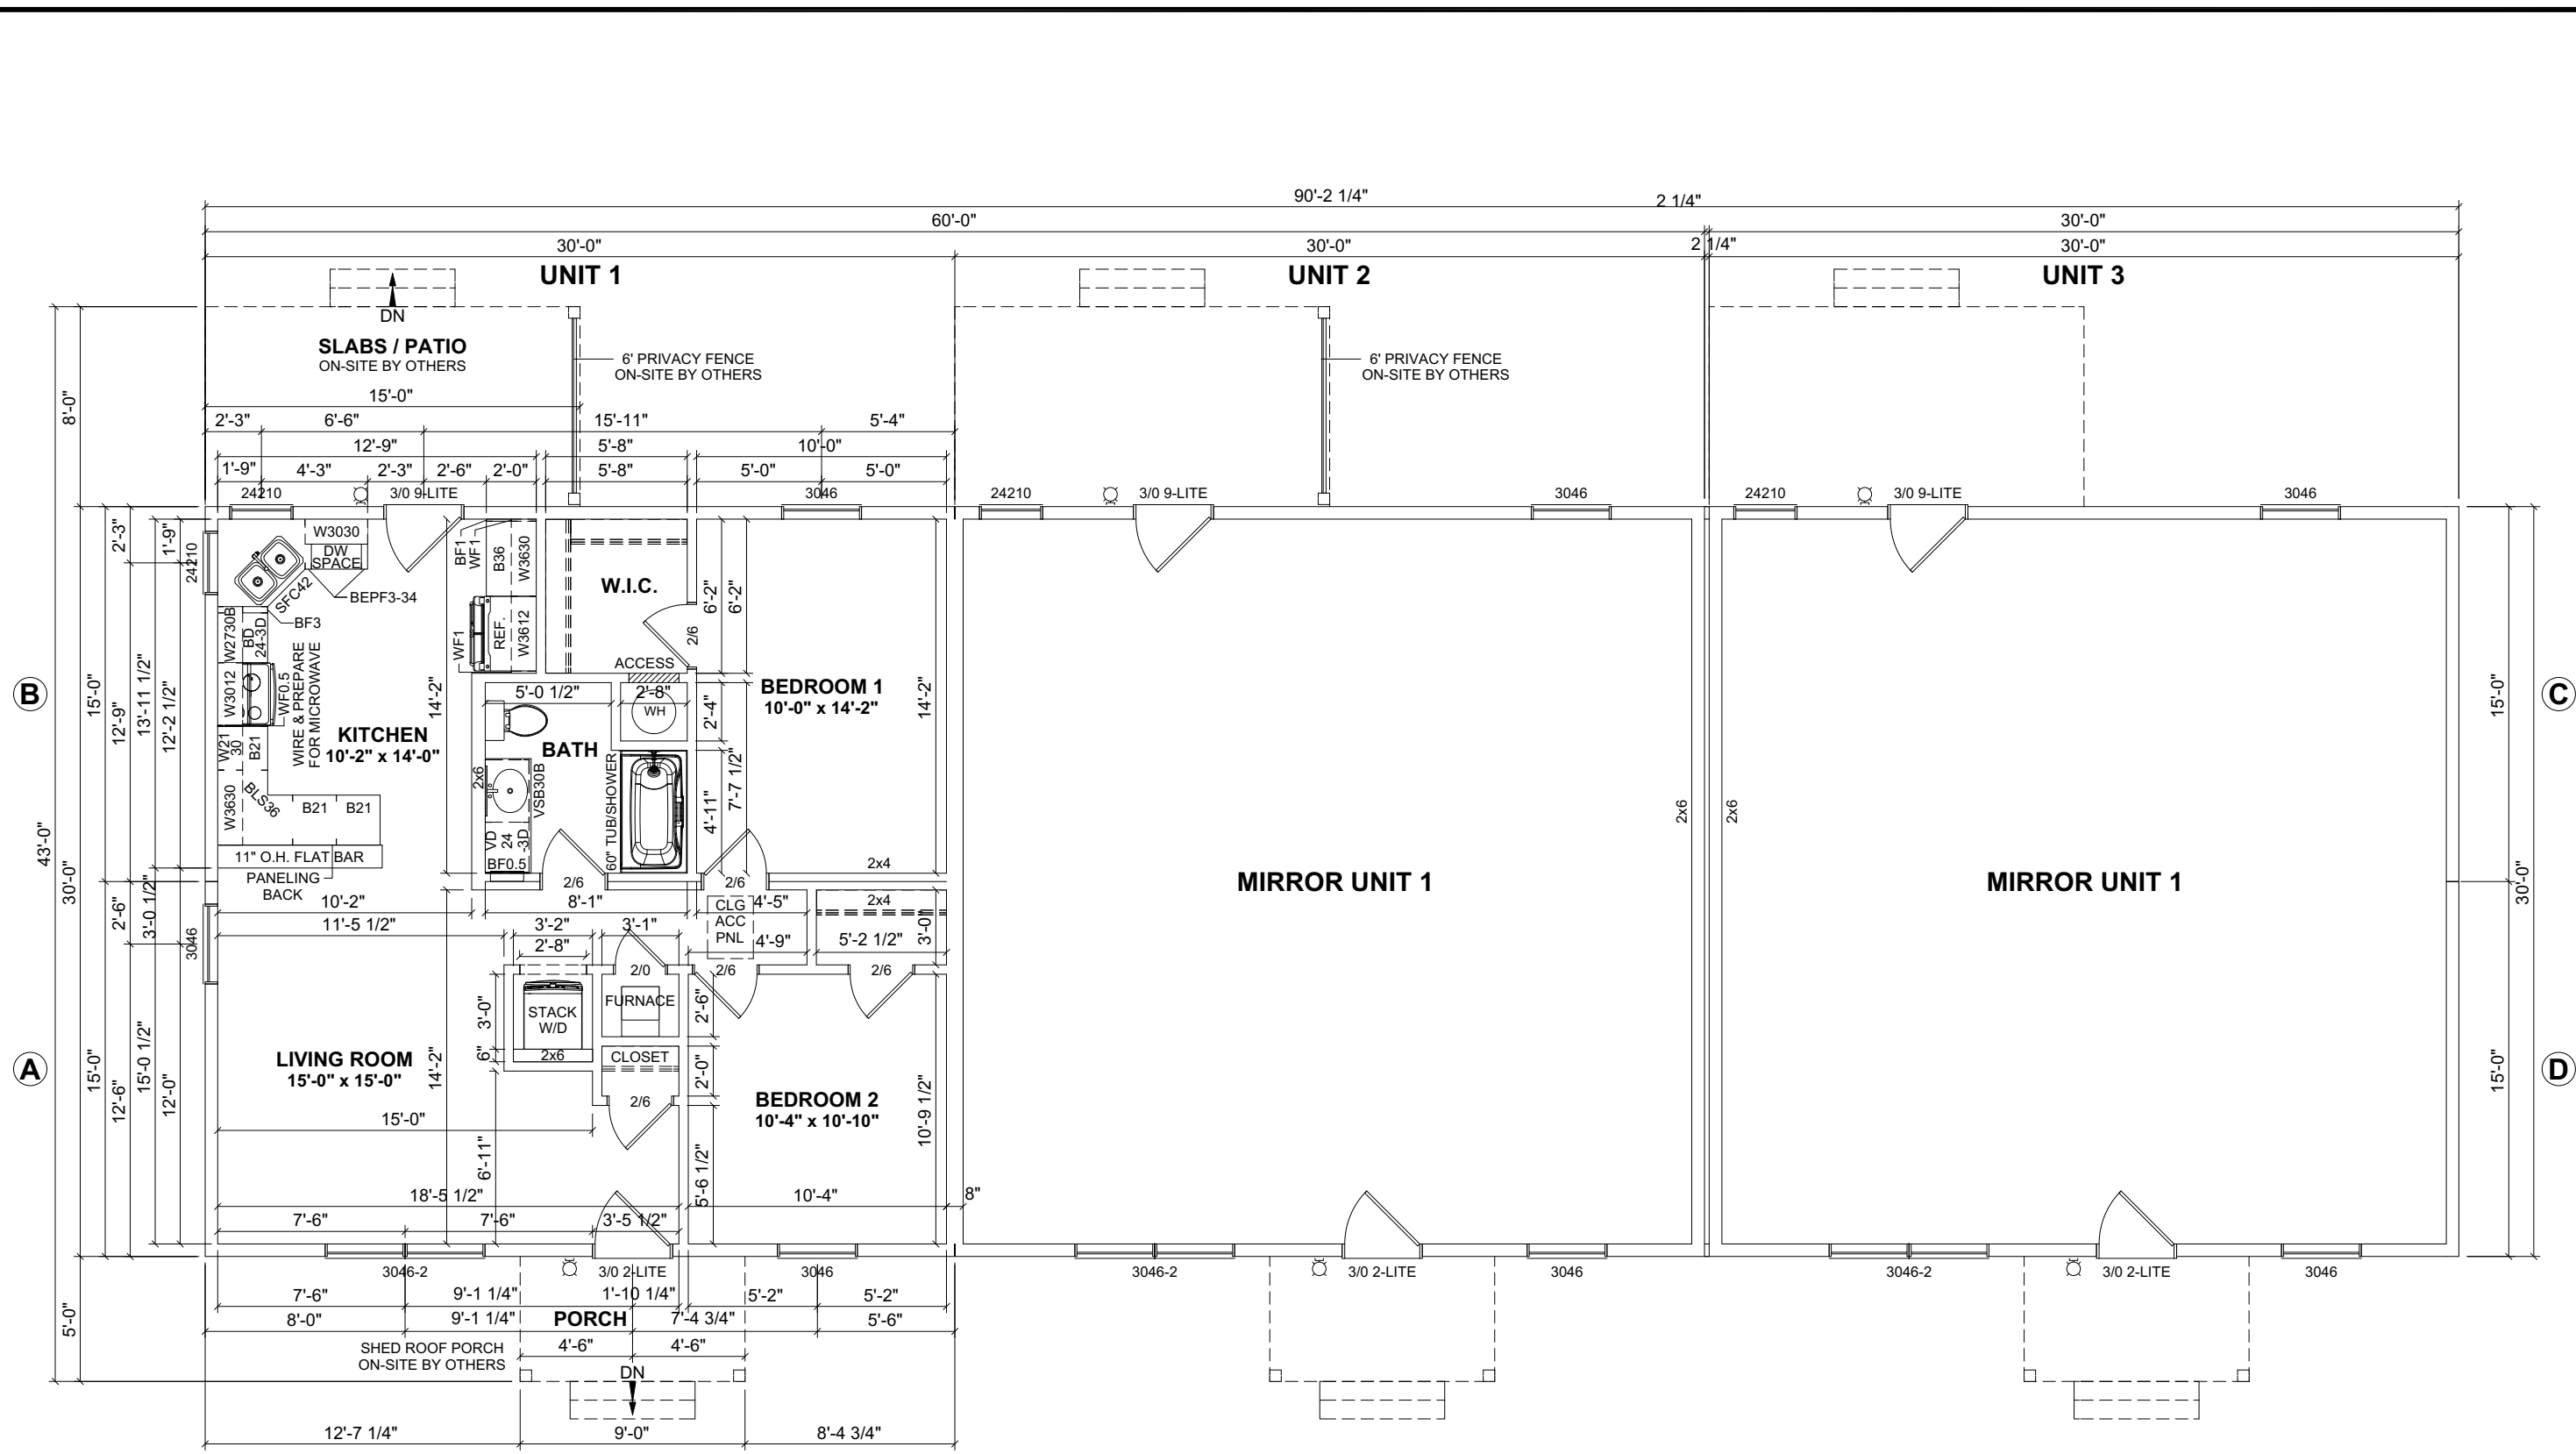 90'-2 1/4"
2 1/4"
60'-0"
30'-0"
30'-0"
30'-0"
2 1/4"
30'-0"
UNIT 1
UNIT 2
UNIT 3
DN
SLABS / PATIO
ON-SITE BY OTHERS
6' PRIVACY FENCE
ON-SITE BY OTHERS
6' PRIVACY FENCE
ON-SITE BY OTHERS
8'-0"
15'-0"
2'-3"
6'-6"
15'-11"
5'-4"
12'-9"
5'-8"
10'-0"
1'-9"
4'-3"
2'-3"
2'-6"
2'-0"
5'-8"
5'-0"
5'-0"
24210
3/0 9-LITE
3046
24210
3/0 9-LITE
3046
24210
3/0 9-LITE
3046
2'-3"
1'-9"
24210
W3030
DW
SPACE
SFC42
BEPF3-34
BF3
BF1
WF1
B36
W3630
W.I.C.
6'-2"
6'-2"
2/6
W2730B
BD
24-3D
WF1
REF.
W3612
ACCESS
W3012
WF0.5
WIRE & PREPARE
FOR MICROWAVE
B
15'-0"
12'-9"
13'-11 1/2"
12'-2 1/2"
14'-2"
5'-0 1/2"
2'-8"
WH
2'-4"
BEDROOM 1
10'-0" x 14'-2"
14'-2"
C
15'-0"
KITCHEN
10'-2" x 14'-0"
W21
30
B21
BATH
2x6
VSB30B
60" TUB/SHOWER
4'-11"
7'-7 1/2"
W3630
BLS36
B21
B21
VD
24
-3D
BF0.5
2x6
2x6
11" O.H. FLAT BAR
PANELING
BACK
43'-0"
30'-0"
2/6
2/6
2x4
MIRROR UNIT 1
MIRROR UNIT 1
30'-0"
2'-6"
3'-0 1/2"
3046
10'-2"
8'-1"
CLG
ACC
PNL
4'-5"
2x4
11'-5 1/2"
3'-2"
3'-1"
2'-8"
4'-9"
5'-2 1/2"
3'-0"
2/0
2/6
2/6
STACK
W/D
FURNACE
3'-0"
2'-6"
6"
2x6
CLOSET
2'-0"
2/6
A
15'-0"
12'-6"
15'-0 1/2"
12'-0"
LIVING ROOM
15'-0" x 15'-0"
14'-2"
BEDROOM 2
10'-4" x 10'-10"
10'-9 1/2"
D
15'-0"
15'-0"
6'-11"
5'-6 1/2"
18'-5 1/2"
10'-4"
8"
7'-6"
7'-6"
3'-5 1/2"
3046-2
3/0 2-LITE
3046
3046-2
3/0 2-LITE
3046
3046-2
3/0 2-LITE
3046
7'-6"
9'-1 1/4"
1'-10 1/4"
5'-2"
5'-2"
8'-0"
9'-1 1/4"
PORCH
7'-4 3/4"
5'-6"
5'-0"
SHED ROOF PORCH
ON-SITE BY OTHERS
4'-6"
4'-6"
DN
12'-7 1/4"
9'-0"
8'-4 3/4"